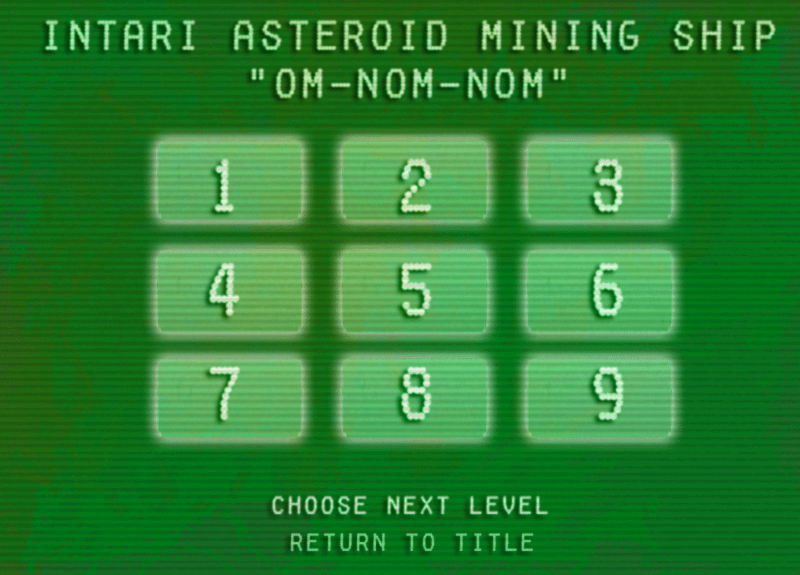 INTARI ASTEROID MINING SHIP
"OM-NOM-NOM"
1 2 3
4 5 6
7 8 9
CHOOSE NEXT LEVEL
RETURN TO TITLE